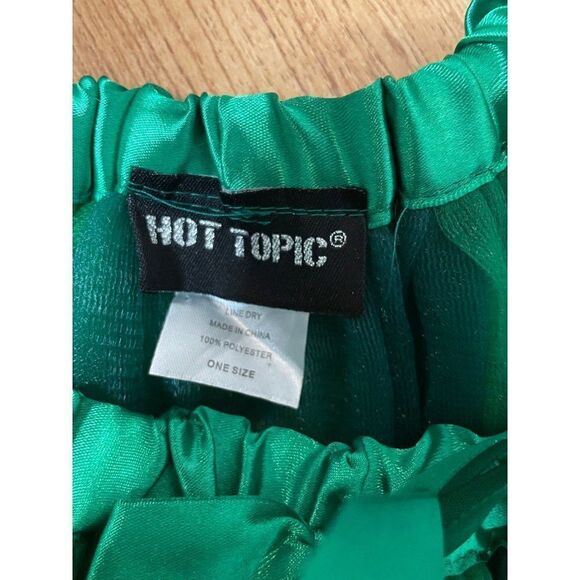 HOT TOPIC®
LINE DRY
MADE IN CHINA
100% POLYESTER
ONE SIZE